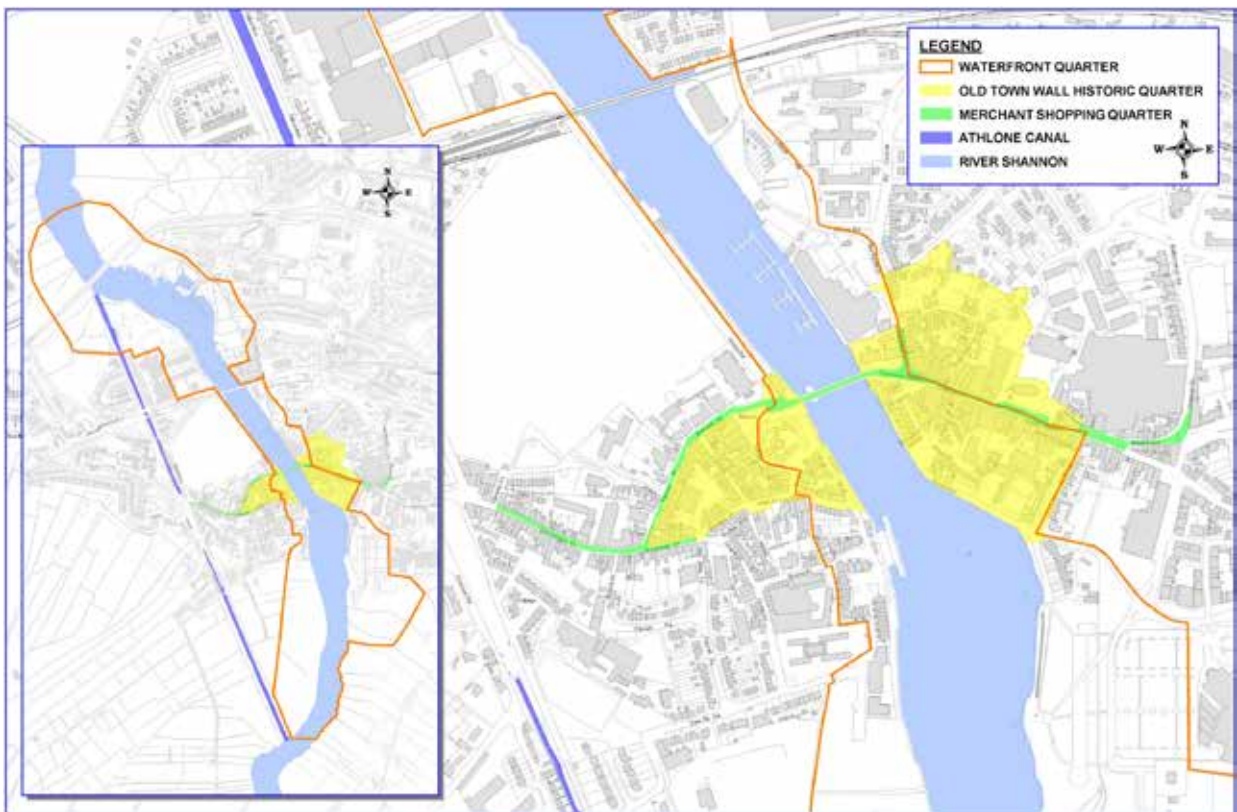 LEGEND
WATERFRONT QUARTER
OLD TOWN WALL HISTORIC QUARTER
MERCHANT SHOPPING QUARTER
ATHLONE CANAL
RIVER SHANNON
N
W E
S
N
W E
S